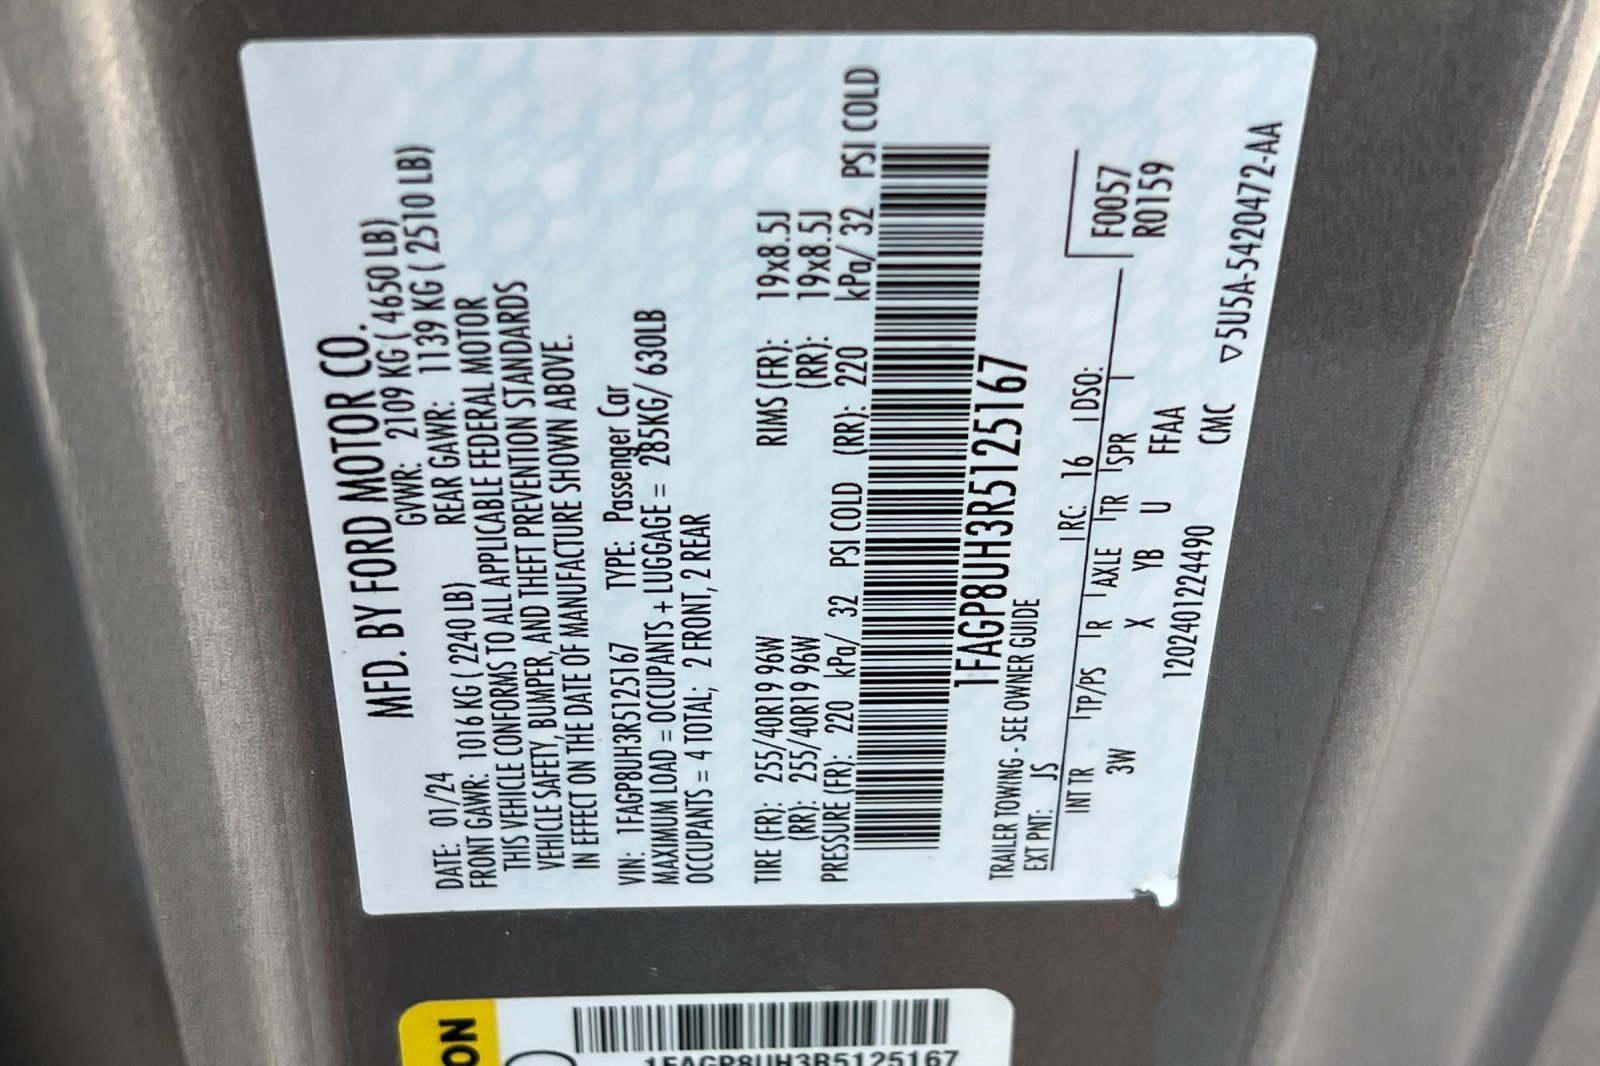 MFD. BY FORD MOTOR CO.
DATE: 01/24 GVWR: 2109 KG ( 4650 LB)
FRONT GAWR: 1016 KG ( 2240 LB) REAR GAWR: 1139 KG ( 2510 LB)
THIS VEHICLE CONFORMS TO ALL APPLICABLE FEDERAL MOTOR
VEHICLE SAFETY, BUMPER, AND THEFT PREVENTION STANDARDS
IN EFFECT ON THE DATE OF MANUFACTURE SHOWN ABOVE.
VIN: 1FAGP8UH3R5125167 TYPE: Passenger Car
MAXIMUM LOAD = OCCUPANTS + LUGGAGE = 285KG/ 630LB
OCCUPANTS = 4 TOTAL; 2 FRONT, 2 REAR
TIRE (FR): 255/40R19 96W RIMS (FR): 19x8.5J
(RR): 255/40R19 96W (RR): 19x8.5J
PRESSURE (FR): 220 kPa/ 32 PSI COLD (RR): 220 kPa/ 32 PSI COLD
1FAGP8UH3R5125167
TRAILER TOWING - SEE OWNER GUIDE
EXT PNT: JS RC: 16 DSO:
INT TR TP/PS R AXLE TR SPR
F0057
R0159
3W X YB U FFAA
1202401224490 CMC ▽5U5A-5420472-AA
ON
1FAGP8UH3R5125167